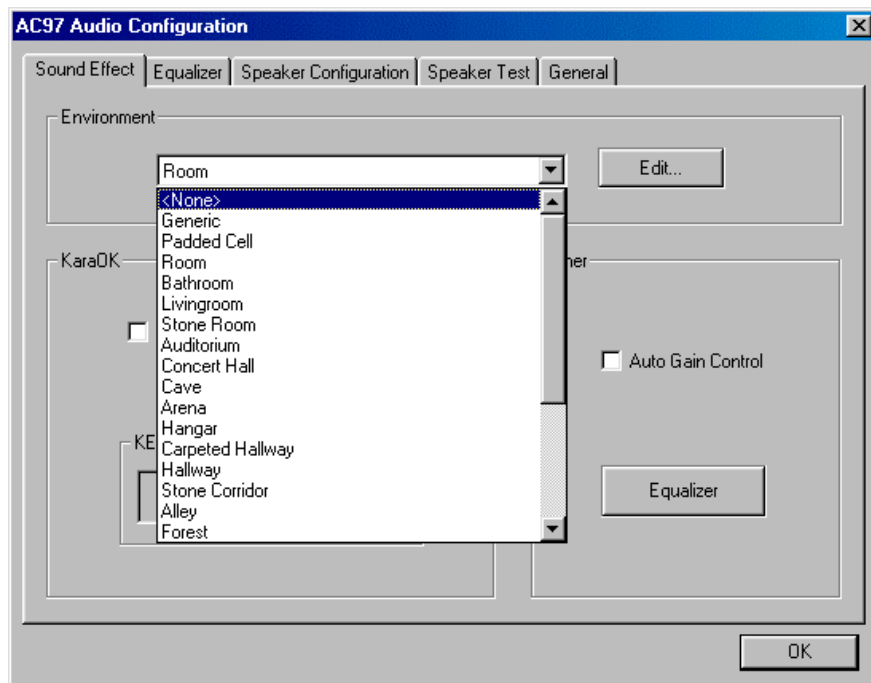 AC97 Audio Configuration
Sound Effect Equalizer Speaker Configuration Speaker Test General
Environment
Room
Edit...
<None>
Generic
Padded Cell
Room
Bathroom
Livingroom
Stone Room
Auditorium
Concert Hall
Cave
Arena
Hangar
Carpeted Hallway
Hallway
Stone Corridor
Alley
Forest
KaraOK
KE
her
Auto Gain Control
Equalizer
OK